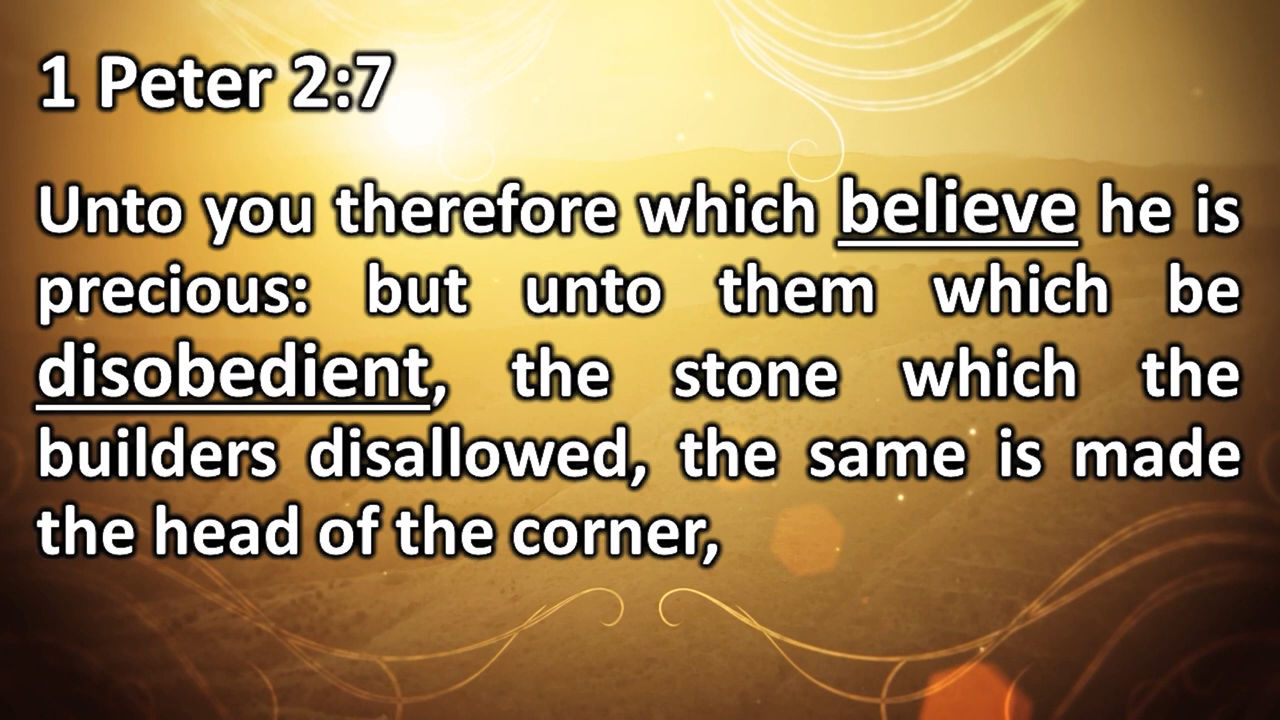 1 Peter 2:7
Unto you therefore which believe he is
precious: but unto them which be
disobedient, the stone which the
builders disallowed, the same is made
the head of the corner,